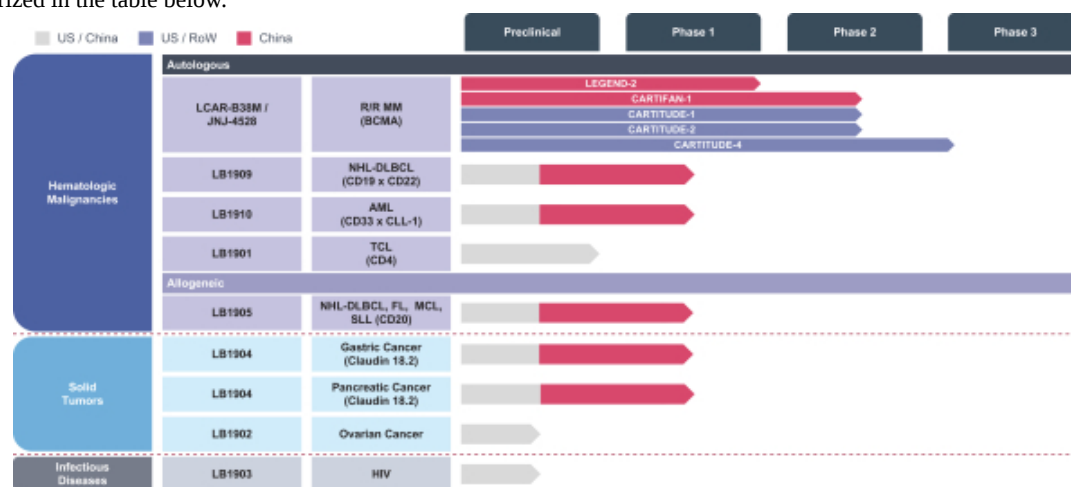 rized in the table below.
US / China
US / RoW
China
Preclinical
Phase 1
Phase 2
Phase 3
Hematologic
Malignancies
Autologous
LCAR-B38M /
JNJ-4528
R/R MM
(BCMA)
LEGEND-2
CARTIFAN-1
CARTITUDE-1
CARTITUDE-2
CARTITUDE-4
LB1909
NHL-DLBCL
(CD19 x CD22)
LB1910
AML
(CD33 x CLL-1)
LB1901
TCL
(CD4)
Allogeneic
LB1905
NHL-DLBCL, FL, MCL,
SLL (CD20)
Solid
Tumors
LB1904
Gastric Cancer
(Claudin 18.2)
LB1904
Pancreatic Cancer
(Claudin 18.2)
LB1902
Ovarian Cancer
Infectious
Diseases
LB1903
HIV